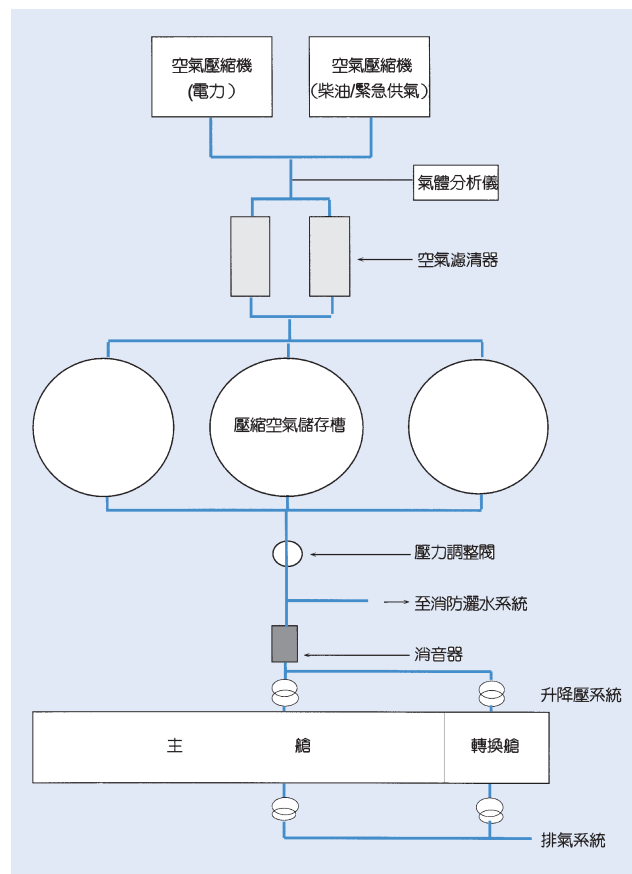 空氣壓縮機
(電力）
空氣壓縮機
（柴油/緊急供氣）
氣體分析儀
空氣濾清器
壓縮空氣儲存槽
壓力調整閥
至消防灑水系統
消音器
升降壓系統
主 艙
轉換艙
排氣系統